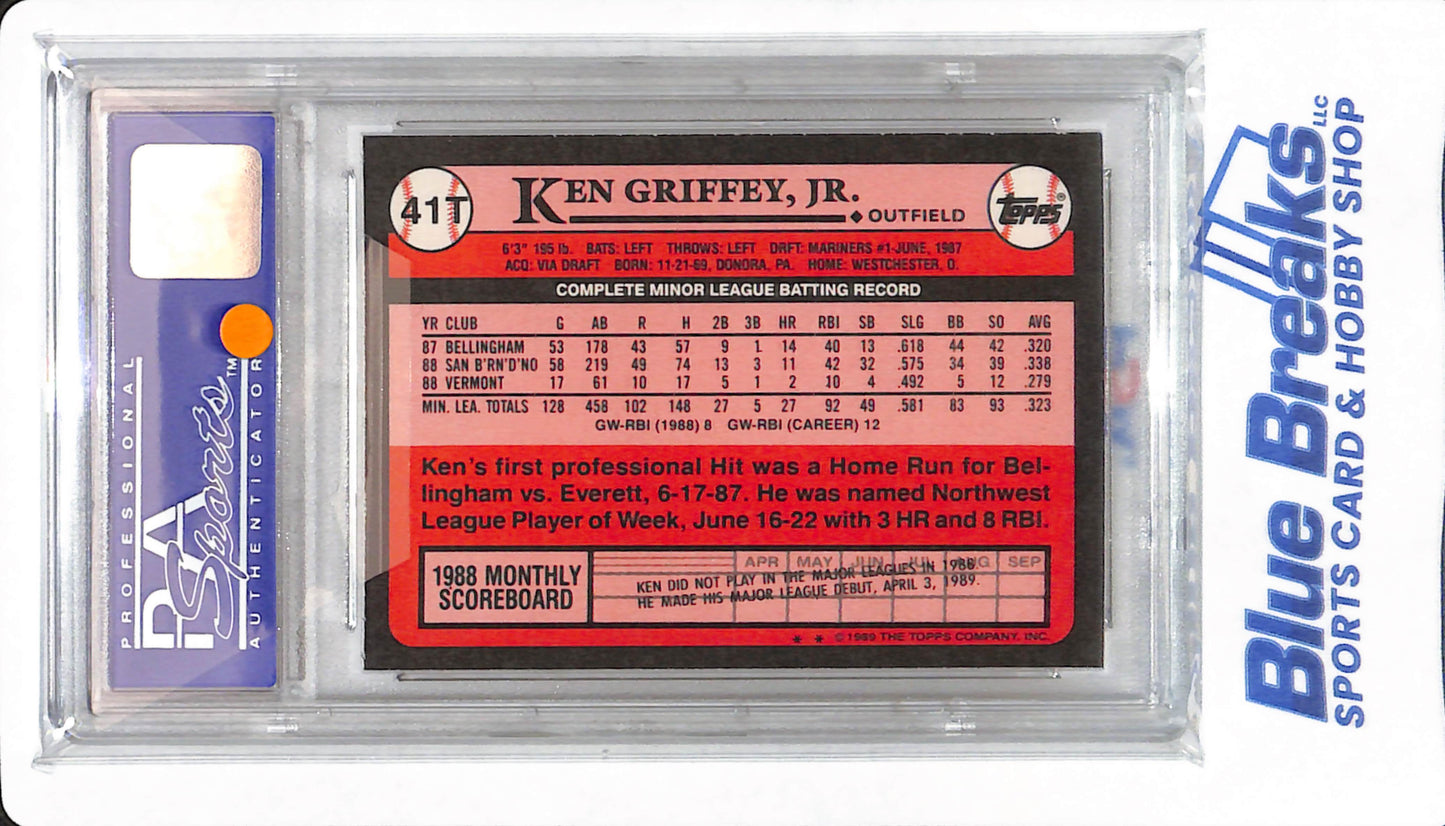 PROFESSIONAL
PSA
Sports™
AUTHENTICATOR
41T
KEN GRIFFEY, JR.
◆ OUTFIELD
TOPPS®
6'3" 195 lb. BATS: LEFT THROWS: LEFT DRFT: MARINERS #1-JUNE, 1987
ACQ: VIA DRAFT BORN: 11-21-69, DONORA, PA. HOME: WESTCHESTER, O.
COMPLETE MINOR LEAGUE BATTING RECORD
YR CLUB G AB R H 2B 3B HR RBI SB SLG BB SO AVG
87 BELLINGHAM 53 178 43 57 9 1 14 40 13 .618 44 42 .320
88 SAN B'RN'D'NO 58 219 49 74 13 3 11 42 32 .575 34 39 .338
88 VERMONT 17 61 10 17 5 1 2 10 4 .492 5 12 .279
MIN. LEA. TOTALS 128 458 102 148 27 5 27 92 49 .581 83 93 .323
GW-RBI (1988) 8 GW-RBI (CAREER) 12
Ken's first professional Hit was a Home Run for Bel-
lingham vs. Everett, 6-17-87. He was named Northwest
League Player of Week, June 16-22 with 3 HR and 8 RBI.
1988 MONTHLY
SCOREBOARD
APR MAY JUN JUL AUG SEP
KEN DID NOT PLAY IN THE MAJOR LEAGUES IN 1988.
HE MADE HIS MAJOR LEAGUE DEBUT, APRIL 3, 1989.
* * ©1989 THE TOPPS COMPANY, INC.
Blue Breaks LLC
SPORTS CARD & HOBBY SHOP